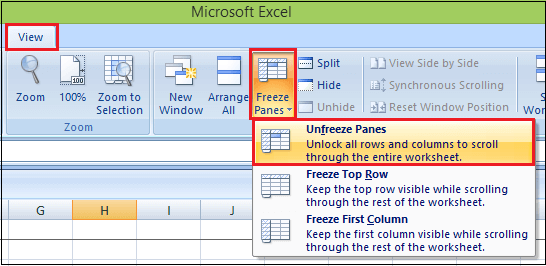 Microsoft Excel
View
Zoom
100%
Zoom to
Selection
Zoom
New
Window
Arrange
All
Freeze
Panes
Split
Hide
Unhide
View Side by Side
Synchronous Scrolling
Reset Window Position
Unfreeze Panes
Unlock all rows and columns to scroll
through the entire worksheet.
Freeze Top Row
Keep the top row visible while scrolling
through the rest of the worksheet.
Freeze First Column
Keep the first column visible while scrolling
through the rest of the worksheet.
G H I J